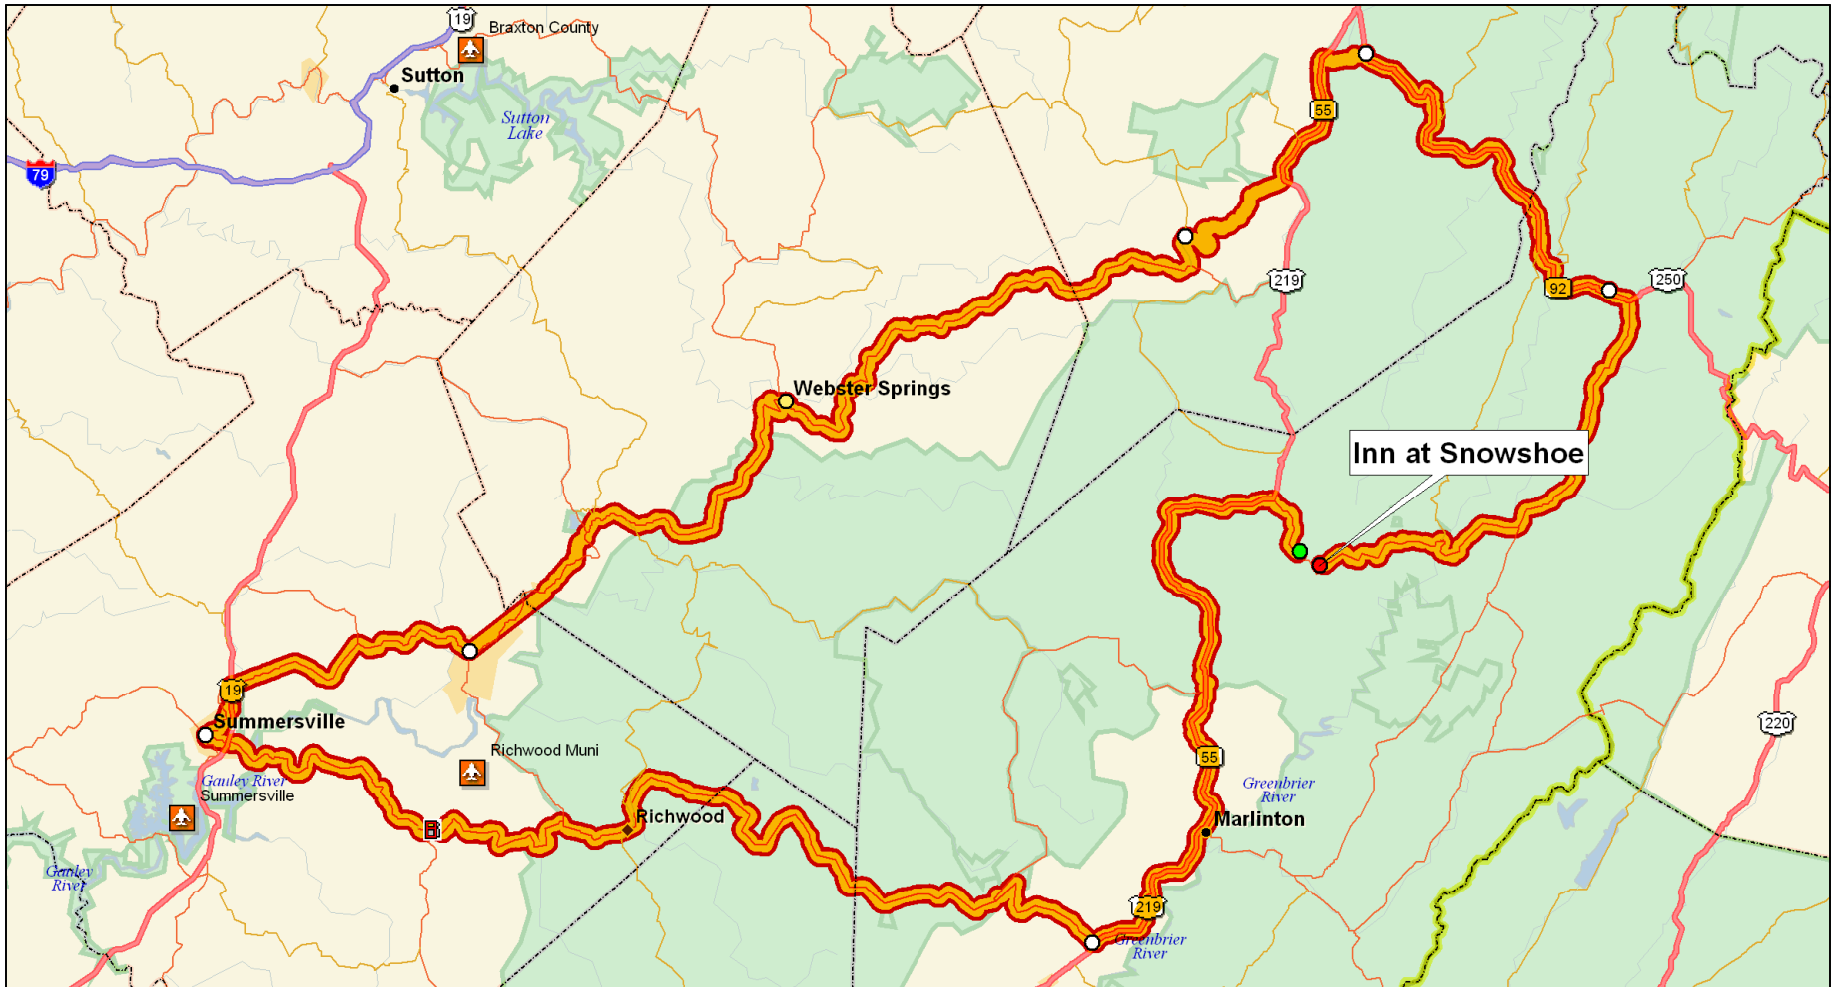 19
Braxton County
Sutton
Sutton
Lake
55
79
219
250
92
Webster Springs
Inn at Snowshoe
19
Summersville
220
Richwood Muni
55
Gauley River
Summersville
Greenbrier
River
Richwood
Marlinton
Gauley
River
219
Greenbrier
River